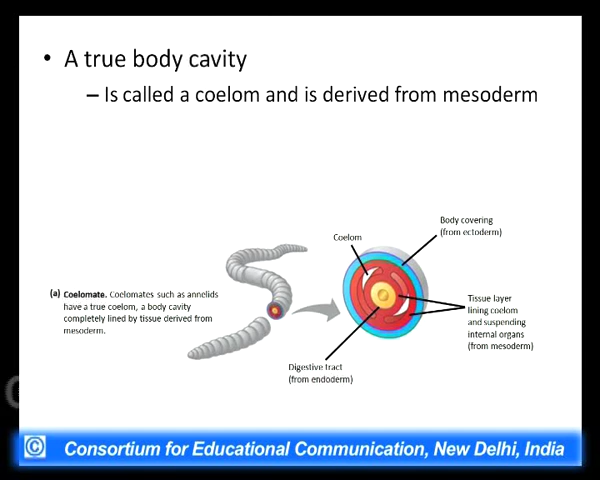 • A true body cavity
– Is called a coelom and is derived from mesoderm
Body covering
(from ectoderm)
Coelom
(a) Coelomate. Coelomates such as annelids
have a true coelom, a body cavity
completely lined by tissue derived from
mesoderm.
Tissue layer
lining coelom
and suspending
internal organs
(from mesoderm)
Digestive tract
(from endoderm)
© Consortium for Educational Communication, New Delhi, India